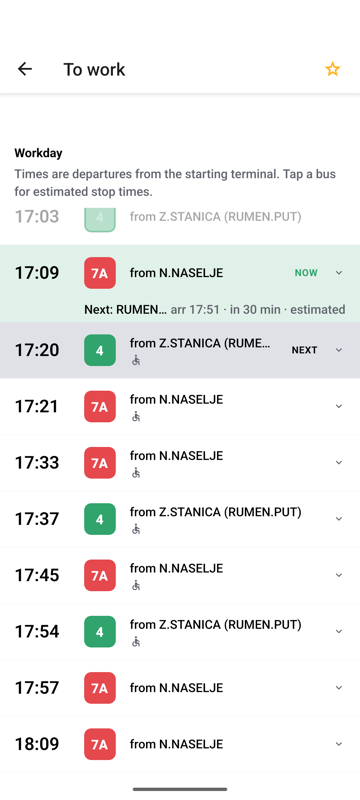 To work
Workday
Times are departures from the starting terminal. Tap a bus
for estimated stop times.
17:03 4 from Z.STANICA (RUMEN.PUT)
17:09 7A from N.NASELJE NOW
Next: RUMEN... arr 17:51 · in 30 min · estimated
17:20 4 from Z.STANICA (RUME... NEXT
17:21 7A from N.NASELJE
17:33 7A from N.NASELJE
17:37 4 from Z.STANICA (RUMEN.PUT)
17:45 7A from N.NASELJE
17:54 4 from Z.STANICA (RUMEN.PUT)
17:57 7A from N.NASELJE
18:09 7A from N.NASELJE